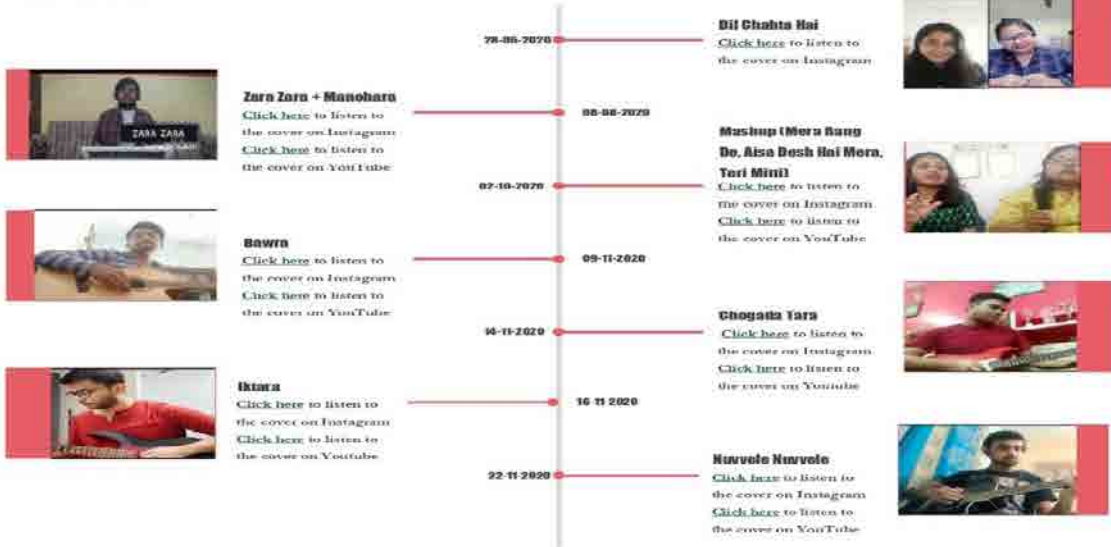 28-06-2020
Dil Chahta Hai
Click here to listen to
the cover on Instagram
ZARA ZARA
Zara Zara + Manohara
Click here to listen to
the cover on Instagram
Click here to listen to
the cover on YouTube
08-08-2020
02-10-2020
Mashup (Mera Rang
De, Aisa Desh Hai Mera,
Teri Mitti)
Click here to listen to
the cover on Instagram
Click here to listen to
the cover on YouTube
Bawra
Click here to listen to
the cover on Instagram
Click here to listen to
the cover on YouTube
09-11-2020
14-11-2020
Chogada Tara
Click here to listen to
the cover on Instagram
Click here to listen to
the cover on Youtube
Iktara
Click here to listen to
the cover on Instagram
Click here to listen to
the cover on Youtube
16-11-2020
22-11-2020
Nuvvele Nuvvele
Click here to listen to
the cover on Instagram
Click here to listen to
the cover on YouTube